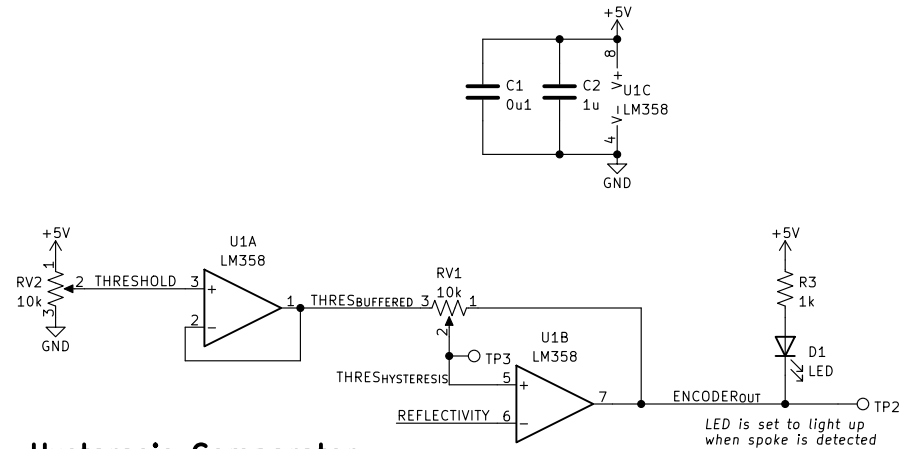 +5V
8
V+
C1
0u1
C2
1u
U1C
LM358
V-
4
GND
+5V
1
RV2
10k
2
3
GND
THRESHOLD
U1A
LM358
3
+
2
-
1
THRESBUFFERED
RV1
10k
3
1
2
TP3
THRESHYSTERESIS
U1B
LM358
5
+
REFLECTIVITY
6
-
7
ENCODEROUT
+5V
R3
1k
D1
LED
TP2
LED is set to light up
when spoke is detected
Hysteresis Comparator